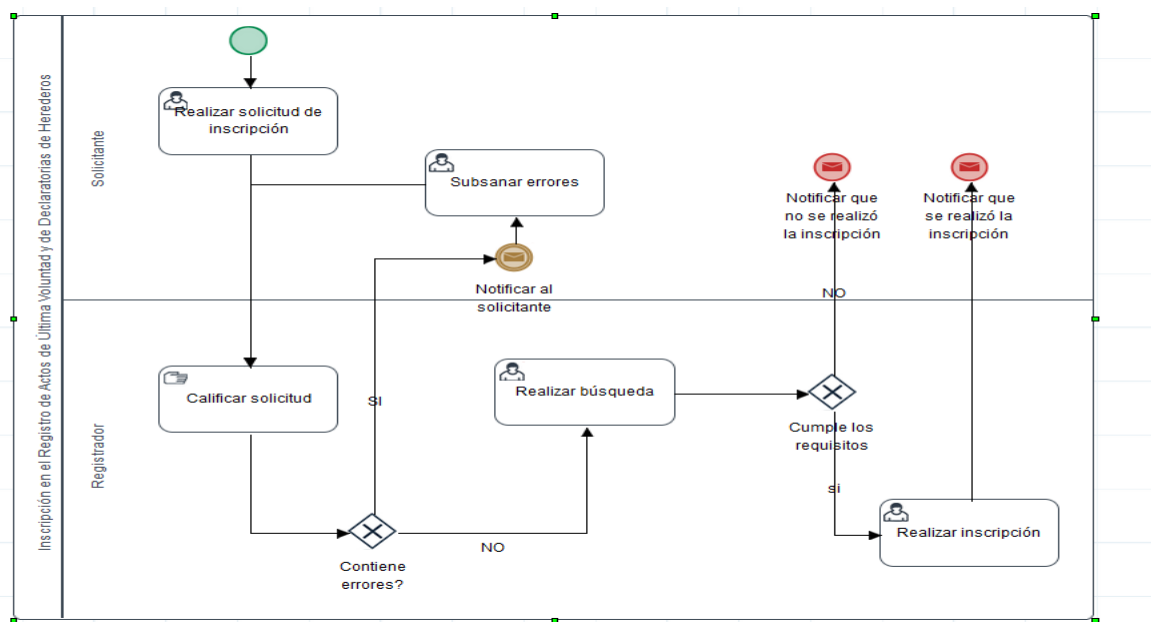 Inscripción en el Registro de Actos de Última Voluntad y de Declaratorias de Herederos
Solicitante
Realizar solicitud de
inscripción
Subsanar errores
Notificar al
solicitante
Notificar que
no se realizó
la inscripción
Notificar que
se realizó la
inscripción
NO
Registrador
Calificar solicitud
SI
Realizar búsqueda
Cumple los
requisitos
si
Realizar inscripción
NO
Contiene
errores?